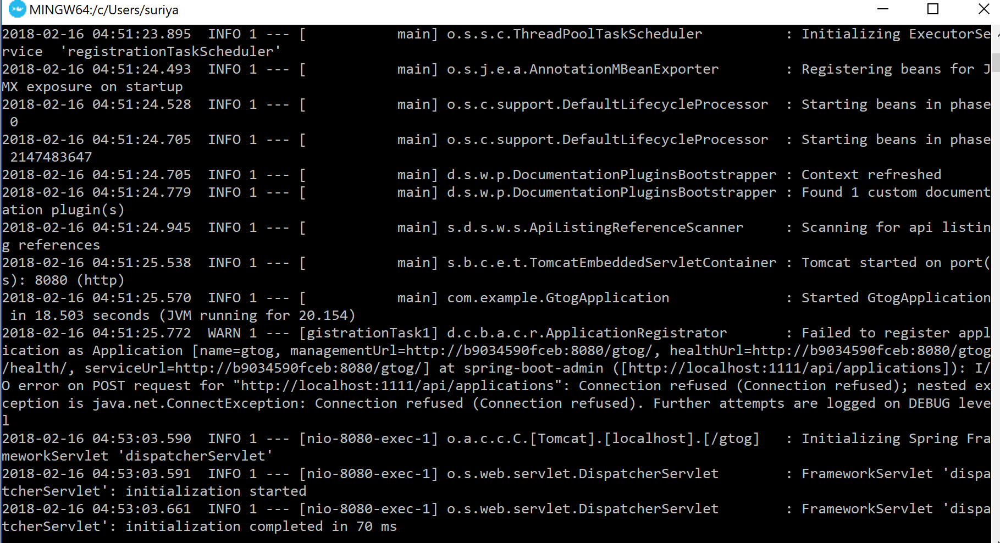 MINGW64:/c/Users/suriya
2018-02-16 04:51:23.895  INFO 1 --- [           main] o.s.s.c.ThreadPoolTaskScheduler          : Initializing ExecutorSe
rvice  'registrationTaskScheduler'
2018-02-16 04:51:24.493  INFO 1 --- [           main] o.s.j.e.a.AnnotationMBeanExporter        : Registering beans for J
MX exposure on startup
2018-02-16 04:51:24.528  INFO 1 --- [           main] o.s.c.support.DefaultLifecycleProcessor  : Starting beans in phase
 0
2018-02-16 04:51:24.705  INFO 1 --- [           main] o.s.c.support.DefaultLifecycleProcessor  : Starting beans in phase
 2147483647
2018-02-16 04:51:24.705  INFO 1 --- [           main] d.s.w.p.DocumentationPluginsBootstrapper : Context refreshed
2018-02-16 04:51:24.779  INFO 1 --- [           main] d.s.w.p.DocumentationPluginsBootstrapper : Found 1 custom document
ation plugin(s)
2018-02-16 04:51:24.945  INFO 1 --- [           main] s.d.s.w.s.ApiListingReferenceScanner     : Scanning for api listin
g references
2018-02-16 04:51:25.538  INFO 1 --- [           main] s.b.c.e.t.TomcatEmbeddedServletContainer : Tomcat started on port(
s): 8080 (http)
2018-02-16 04:51:25.570  INFO 1 --- [           main] com.example.GtogApplication              : Started GtogApplication
 in 18.503 seconds (JVM running for 20.154)
2018-02-16 04:51:25.772  WARN 1 --- [gistrationTask1] d.c.b.a.c.r.ApplicationRegistrator       : Failed to register appl
ication as Application [name=gtog, managementUrl=http://b9034590fceb:8080/gtog/, healthUrl=http://b9034590fceb:8080/gtog
/health/, serviceUrl=http://b9034590fceb:8080/gtog/] at spring-boot-admin ([http://localhost:1111/api/applications]): I/
O error on POST request for "http://localhost:1111/api/applications": Connection refused (Connection refused); nested ex
ception is java.net.ConnectException: Connection refused (Connection refused). Further attempts are logged on DEBUG leve
l
2018-02-16 04:53:03.590  INFO 1 --- [nio-8080-exec-1] o.a.c.c.C.[Tomcat].[localhost].[/gtog]   : Initializing Spring Fra
meworkServlet 'dispatcherServlet'
2018-02-16 04:53:03.591  INFO 1 --- [nio-8080-exec-1] o.s.web.servlet.DispatcherServlet        : FrameworkServlet 'dispa
tcherServlet': initialization started
2018-02-16 04:53:03.661  INFO 1 --- [nio-8080-exec-1] o.s.web.servlet.DispatcherServlet        : FrameworkServlet 'dispa
tcherServlet': initialization completed in 70 ms